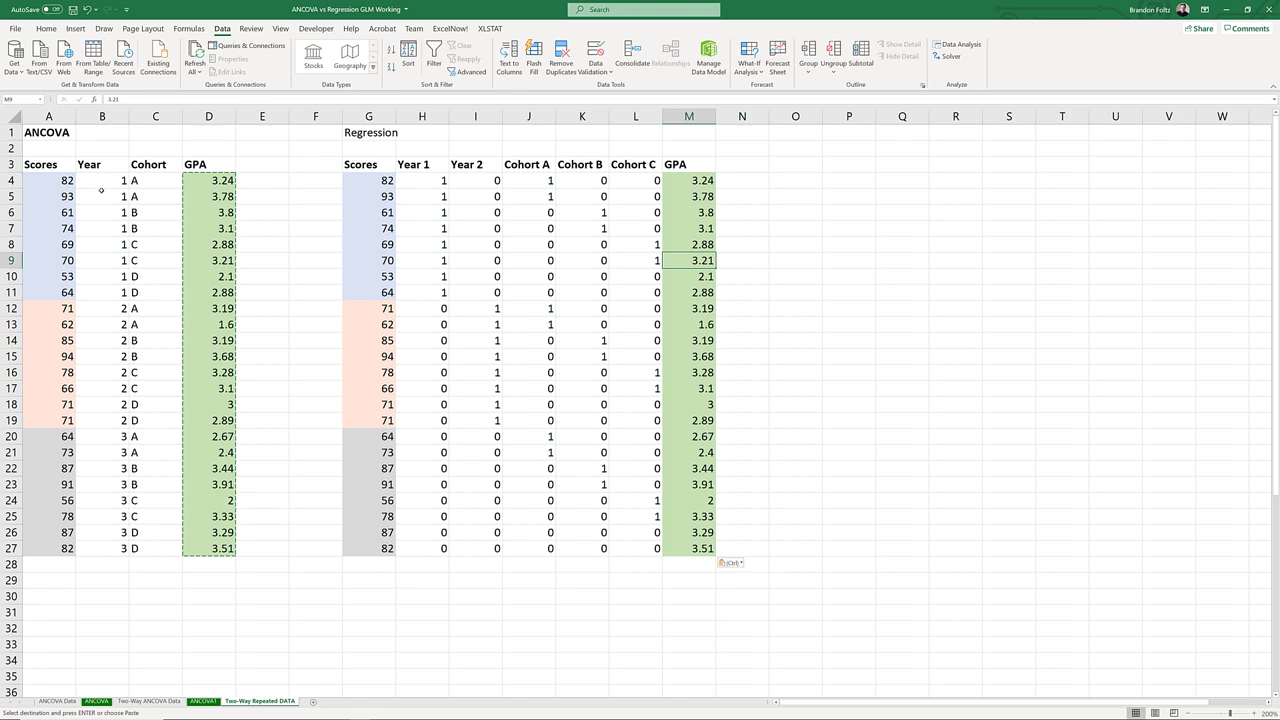 AutoSave Off
ANCOVA vs Regression GLM Working
Search
Brandon Foltz
File Home Insert Draw Page Layout Formulas Data Review View Developer Help Acrobat Team ExcelNow! XLSTAT
Share Comments
Get Data From Text/CSV From Web From Table/Range Recent Sources Existing Connections
Refresh All Queries & Connections Properties Edit Links
Stocks Geography
Sort Filter Clear Reapply Advanced
Text to Columns Flash Fill Remove Duplicates Data Validation Consolidate Relationships Manage Data Model
What-If Analysis Forecast Sheet
Group Ungroup Subtotal Show Detail Hide Detail
Data Analysis Solver
Get & Transform Data Queries & Connections Data Types Sort & Filter Data Tools Forecast Outline Analyze
M9 3.21
A B C D E F G H I J K L M N O P Q R S T U V W
1 ANCOVA Regression
2
3 Scores Year Cohort GPA Scores Year 1 Year 2 Cohort A Cohort B Cohort C GPA
4 82 1 A 3.24 82 1 0 1 0 0 3.24
5 93 1 A 3.78 93 1 0 1 0 0 3.78
6 61 1 B 3.8 61 1 0 0 1 0 3.8
7 74 1 B 3.1 74 1 0 0 1 0 3.1
8 69 1 C 2.88 69 1 0 0 0 1 2.88
9 70 1 C 3.21 70 1 0 0 0 1 3.21
10 53 1 D 2.1 53 1 0 0 0 0 2.1
11 64 1 D 2.88 64 1 0 0 0 0 2.88
12 71 2 A 3.19 71 0 1 1 0 0 3.19
13 62 2 A 1.6 62 0 1 1 0 0 1.6
14 85 2 B 3.19 85 0 1 0 1 0 3.19
15 94 2 B 3.68 94 0 1 0 1 0 3.68
16 78 2 C 3.28 78 0 1 0 0 1 3.28
17 66 2 C 3.1 66 0 1 0 0 1 3.1
18 71 2 D 3 71 0 1 0 0 0 3
19 71 2 D 2.89 71 0 1 0 0 0 2.89
20 64 3 A 2.67 64 0 0 1 0 0 2.67
21 73 3 A 2.4 73 0 0 1 0 0 2.4
22 87 3 B 3.44 87 0 0 0 1 0 3.44
23 91 3 B 3.91 91 0 0 0 1 0 3.91
24 56 3 C 2 56 0 0 0 0 1 2
25 78 3 C 3.33 78 0 0 0 0 1 3.33
26 87 3 D 3.29 87 0 0 0 0 0 3.29
27 82 3 D 3.51 82 0 0 0 0 0 3.51
28 (Ctrl)
29
30
31
32
33
34
35
36
ANCOVA Data ANCOVA Two-Way ANCOVA Data ANCOVA1 Two-Way Repeated DATA
Select destination and press ENTER or choose Paste
200%